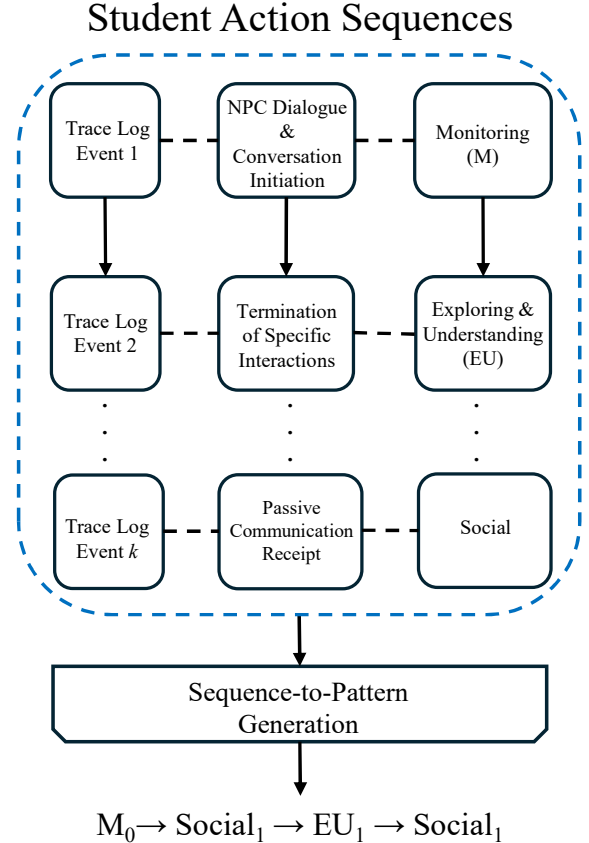 Student Action Sequences
Trace Log
Event 1
NPC Dialogue
&
Conversation
Initiation
Monitoring
(M)
Trace Log
Event 2
Termination
of Specific
Interactions
Exploring &
Understanding
(EU)
Trace Log
Event k
Passive
Communication
Receipt
Social
Sequence-to-Pattern
Generation
M₀→ Social₁ → EU₁ → Social₁